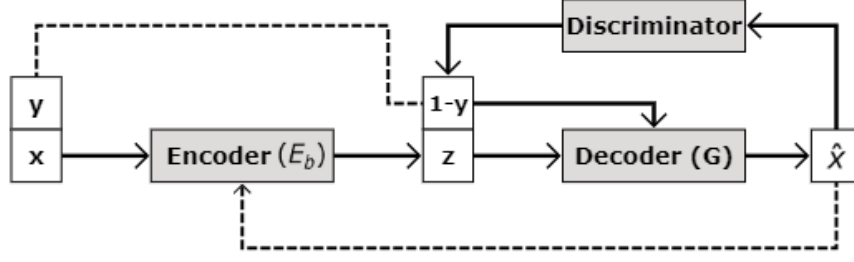 Discriminator
y
1-y
x
Encoder (E_b)
z
Decoder (G)
x̂